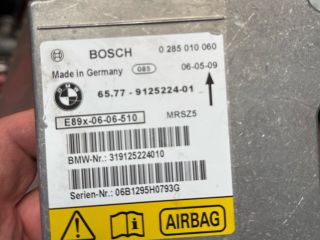 BOSCH 0 285 010 060
Made in Germany 085 06-05-09
65.77 - 9125224-01
E89x-06-06-510 MRSZ5
BMW-Nr.: 319125224010
Serien-Nr.: 06B1295H0793G
AIRBAG